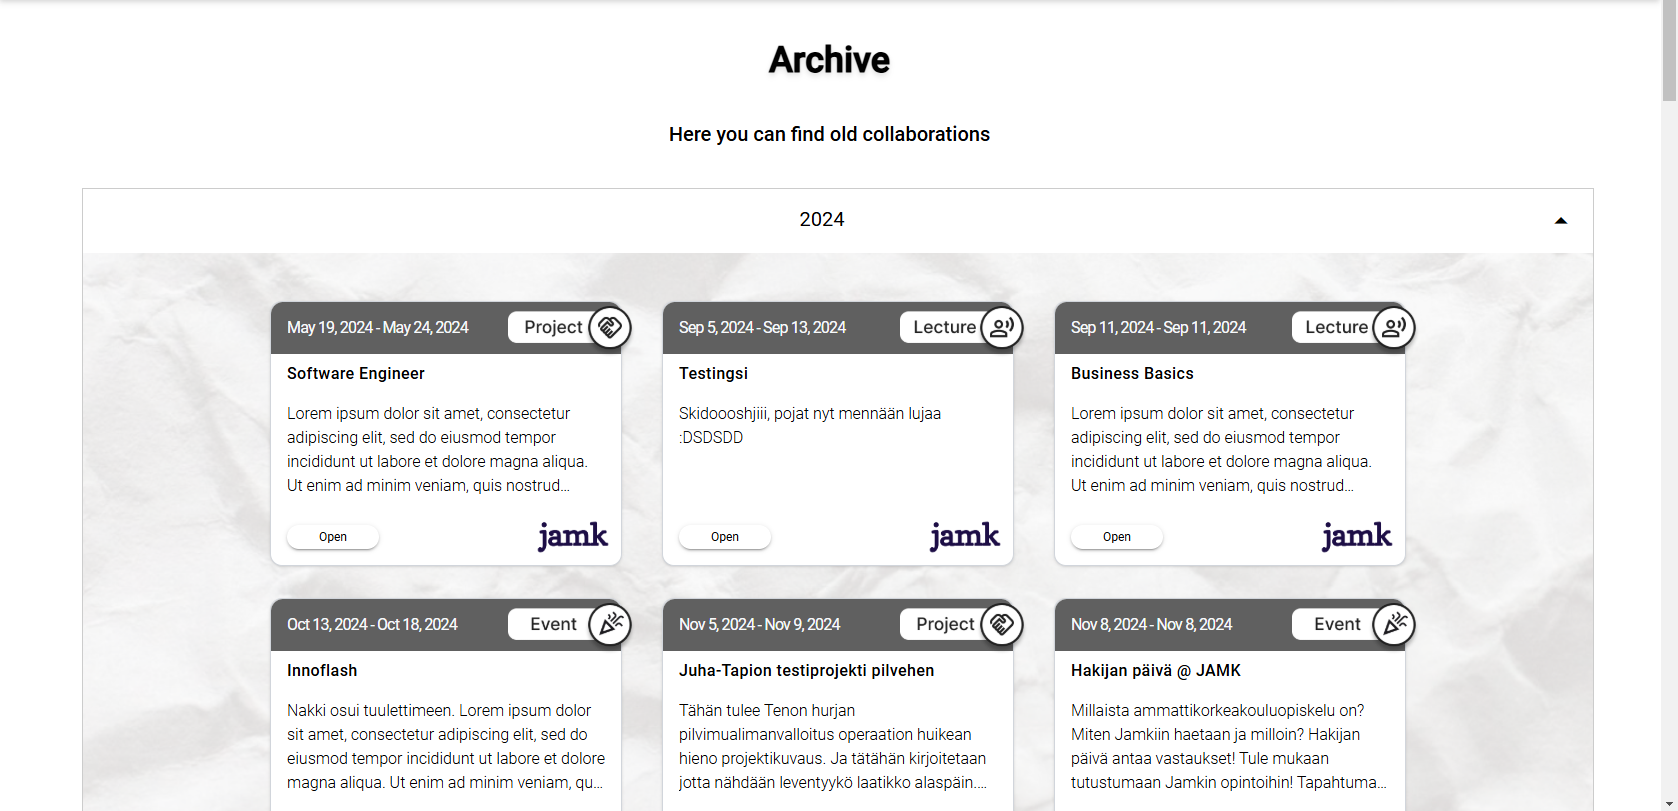 Archive
Here you can find old collaborations
2024
May 19, 2024 - May 24, 2024
Project
Software Engineer
Lorem ipsum dolor sit amet, consectetur
adipiscing elit, sed do eiusmod tempor
incididunt ut labore et dolore magna aliqua.
Ut enim ad minim veniam, quis nostrud...
Open
jamk
Sep 5, 2024 - Sep 13, 2024
Lecture
Testingsi
Skidoooshjiii, pojat nyt mennään lujaa
:DSDSDD
Open
jamk
Sep 11, 2024 - Sep 11, 2024
Lecture
Business Basics
Lorem ipsum dolor sit amet, consectetur
adipiscing elit, sed do eiusmod tempor
incididunt ut labore et dolore magna aliqua.
Ut enim ad minim veniam, quis nostrud...
Open
jamk
Oct 13, 2024 - Oct 18, 2024
Event
Innoflash
Nakki osui tuulettimeen. Lorem ipsum dolor
sit amet, consectetur adipiscing elit, sed do
eiusmod tempor incididunt ut labore et dolore
magna aliqua. Ut enim ad minim veniam, qu...
Nov 5, 2024 - Nov 9, 2024
Project
Juha-Tapion testiprojekti pilvehen
Tähän tulee Tenon hurjan
pilvimualimanvalloitus operaation huikean
hieno projektikuvaus. Ja tätähän kirjoitetaan
jotta nähdään leventyykö laatikko alaspäin....
Nov 8, 2024 - Nov 8, 2024
Event
Hakijan päivä @ JAMK
Millaista ammattikorkeakouluopiskelu on?
Miten Jamkiin haetaan ja milloin? Hakijan
päivä antaa vastaukset! Tule mukaan
tutustumaan Jamkin opintoihin! Tapahtuma...